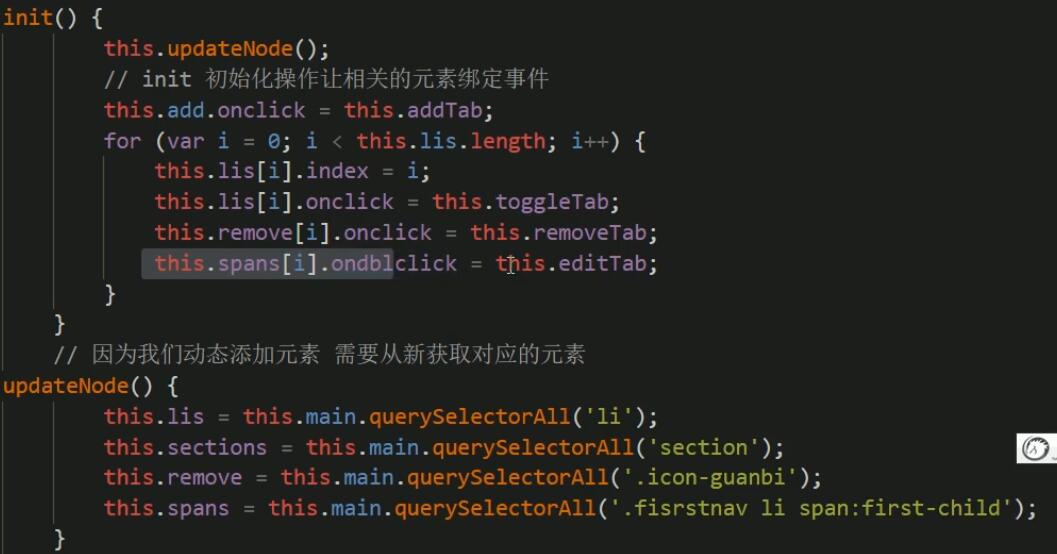 init() {
this.updateNode();
// init 初始化操作让相关的元素绑定事件
this.add.onclick = this.addTab;
for (var i = 0; i < this.lis.length; i++) {
this.lis[i].index = i;
this.lis[i].onclick = this.toggleTab;
this.remove[i].onclick = this.removeTab;
this.spans[i].ondblclick = this.editTab;
}
}
// 因为我们动态添加元素 需要从新获取对应的元素
updateNode() {
this.lis = this.main.querySelectorAll('li');
this.sections = this.main.querySelectorAll('section');
this.remove = this.main.querySelectorAll('.icon-guanbi');
this.spans = this.main.querySelectorAll('.fisrstnav li span:first-child');
}